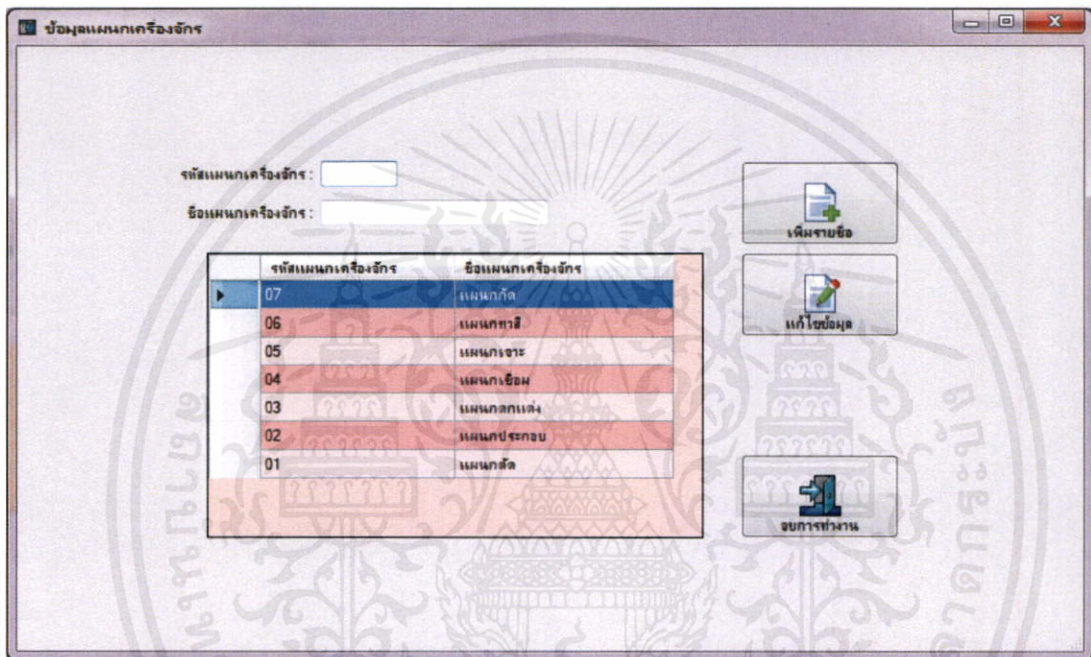 ข้อมูลแผนกเครื่องจักร
รหัสแผนกเครื่องจักร :
ชื่อแผนกเครื่องจักร :
เพิ่มรายชื่อ
รหัสแผนกเครื่องจักร ชื่อแผนกเครื่องจักร
07 แผนกกัด
06 แผนกทาสี
05 แผนกเจาะ
04 แผนกเชื่อม
03 แผนกตกแต่ง
02 แผนกประกอบ
01 แผนกตัด
แก้ไขข้อมูล
จบการทำงาน